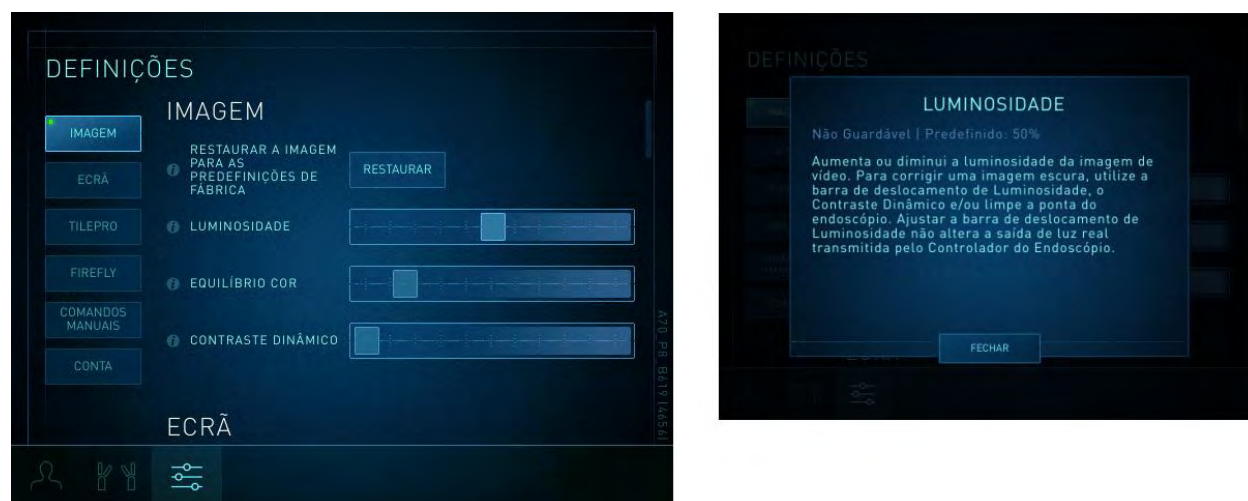 DEFINIÇÕES
IMAGEM
IMAGEM
RESTAURAR A IMAGEM
PARA AS
PREDEFINIÇÕES DE
FÁBRICA
RESTAURAR
ECRÃ
TILEPRO
LUMINOSIDADE
FIREFLY
EQUILÍBRIO COR
COMANDOS
MANUAIS
CONTRASTE DINÂMICO
CONTA
ECRÃ
DEFINIÇÕES
LUMINOSIDADE
Não Guardável | Predefinido: 50%
Aumenta ou diminui a luminosidade da imagem de
vídeo. Para corrigir uma imagem escura, utilize a
barra de deslocamento de Luminosidade, o
Contraste Dinâmico e/ou limpe a ponta do
endoscópio. Ajustar a barra de deslocamento de
Luminosidade não altera a saída de luz real
transmitida pelo Controlador do Endoscópio.
FECHAR